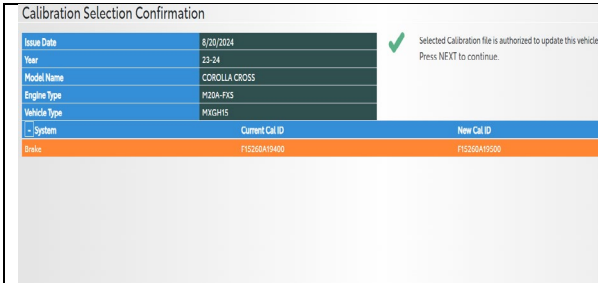 Calibration Selection Confirmation
Issue Date 8/20/2024
Selected Calibration file is authorized to update this vehicle
Year 23-24
Press NEXT to continue.
Model Name COROLLA CROSS
Engine Type M20A-FXS
Vehicle Type MXGH15
- System Current Cal ID New Cal ID
Brake F15260A19400 F15260A19500